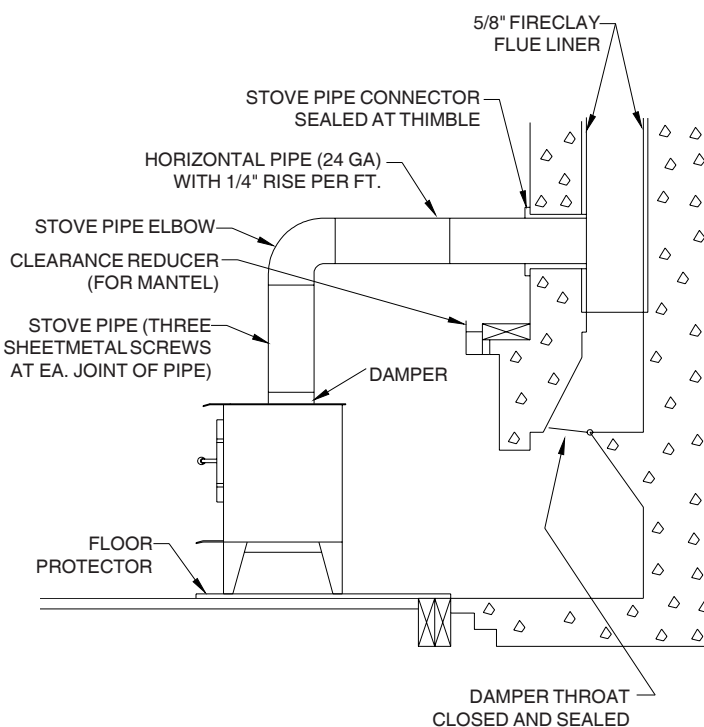 5/8" FIRECLAY
FLUE LINER
STOVE PIPE CONNECTOR
SEALED AT THIMBLE
HORIZONTAL PIPE (24 GA)
WITH 1/4" RISE PER FT.
STOVE PIPE ELBOW
CLEARANCE REDUCER
(FOR MANTEL)
STOVE PIPE (THREE
SHEETMETAL SCREWS
AT EA. JOINT OF PIPE)
DAMPER
FLOOR
PROTECTOR
DAMPER THROAT
CLOSED AND SEALED